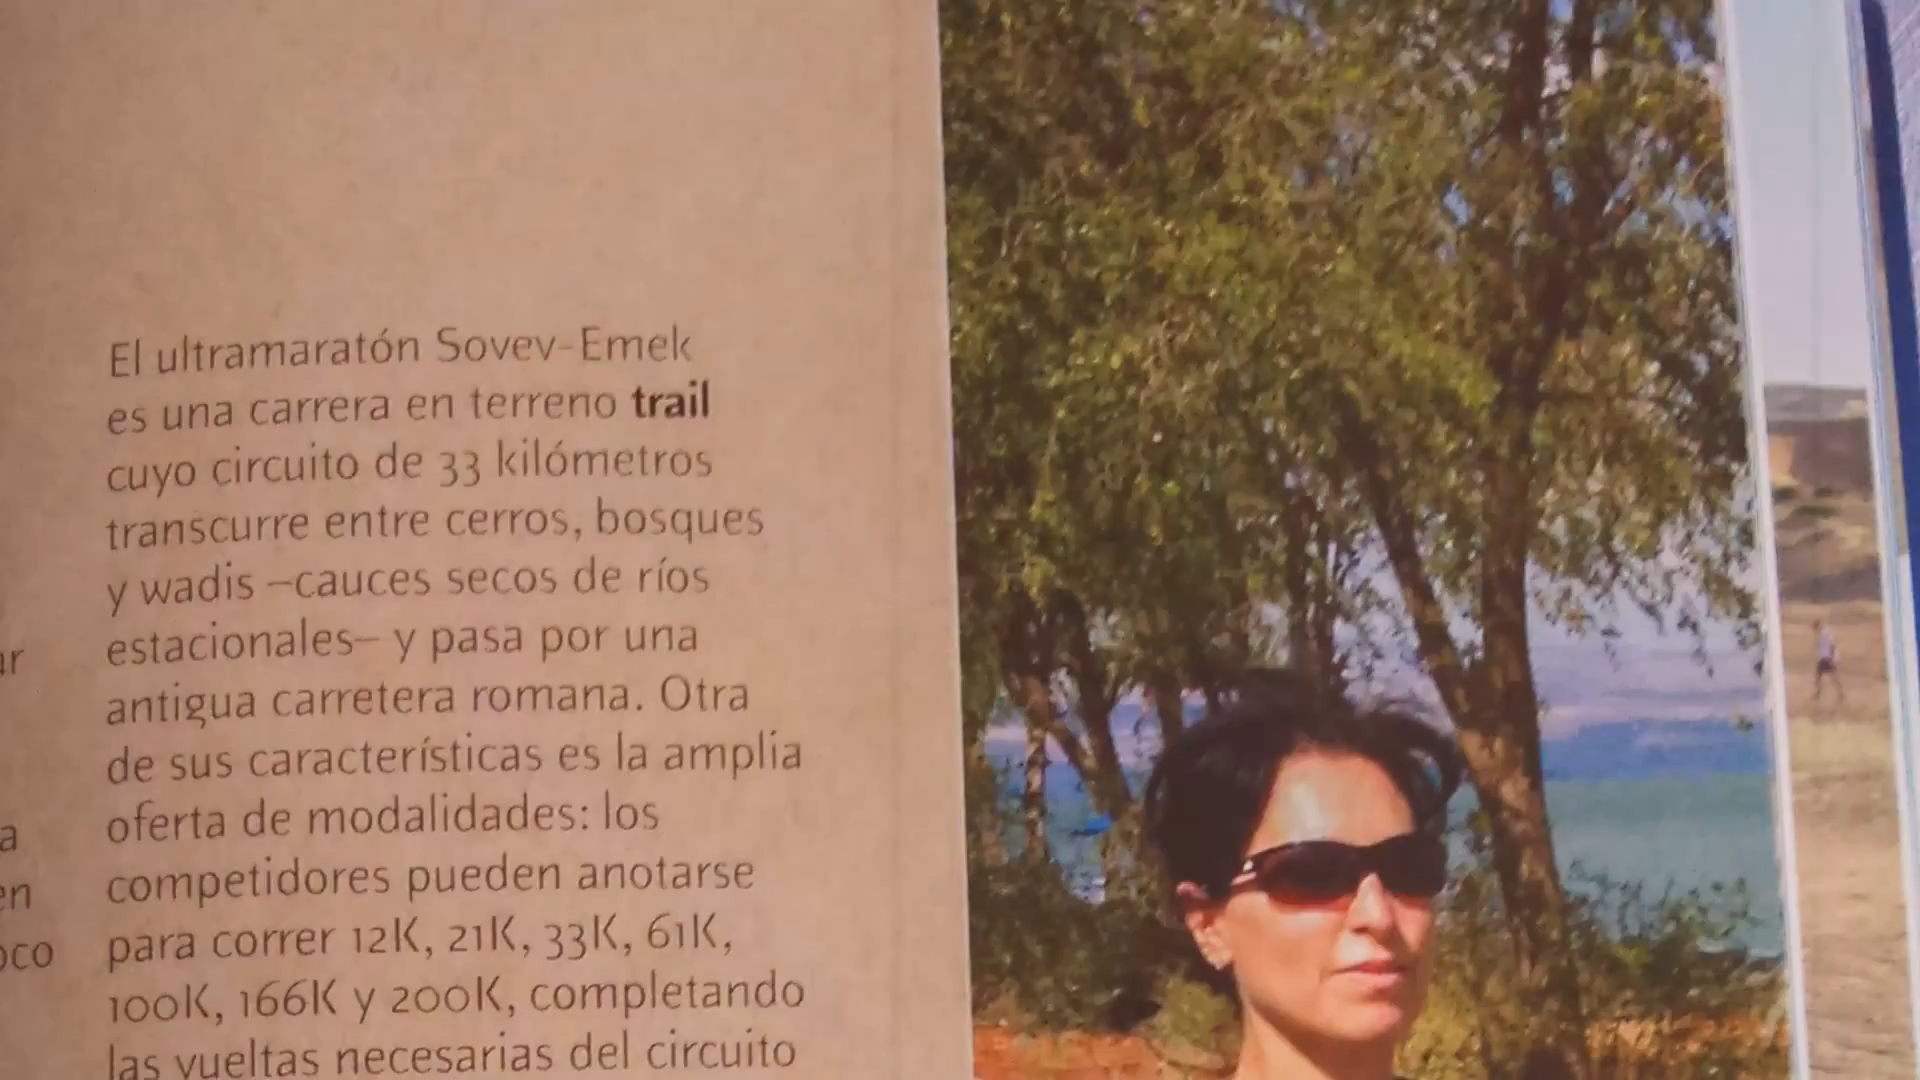 El ultramaratón Sovev-Emek
es una carrera en terreno trail
cuyo circuito de 33 kilómetros
transcurre entre cerros, bosques
y wadis –cauces secos de ríos
estacionales– y pasa por una
antigua carretera romana. Otra
de sus características es la amplia
oferta de modalidades: los
competidores pueden anotarse
para correr 12K, 21K, 33K, 61K,
100K, 166K y 200K, completando
las vueltas necesarias del circuito